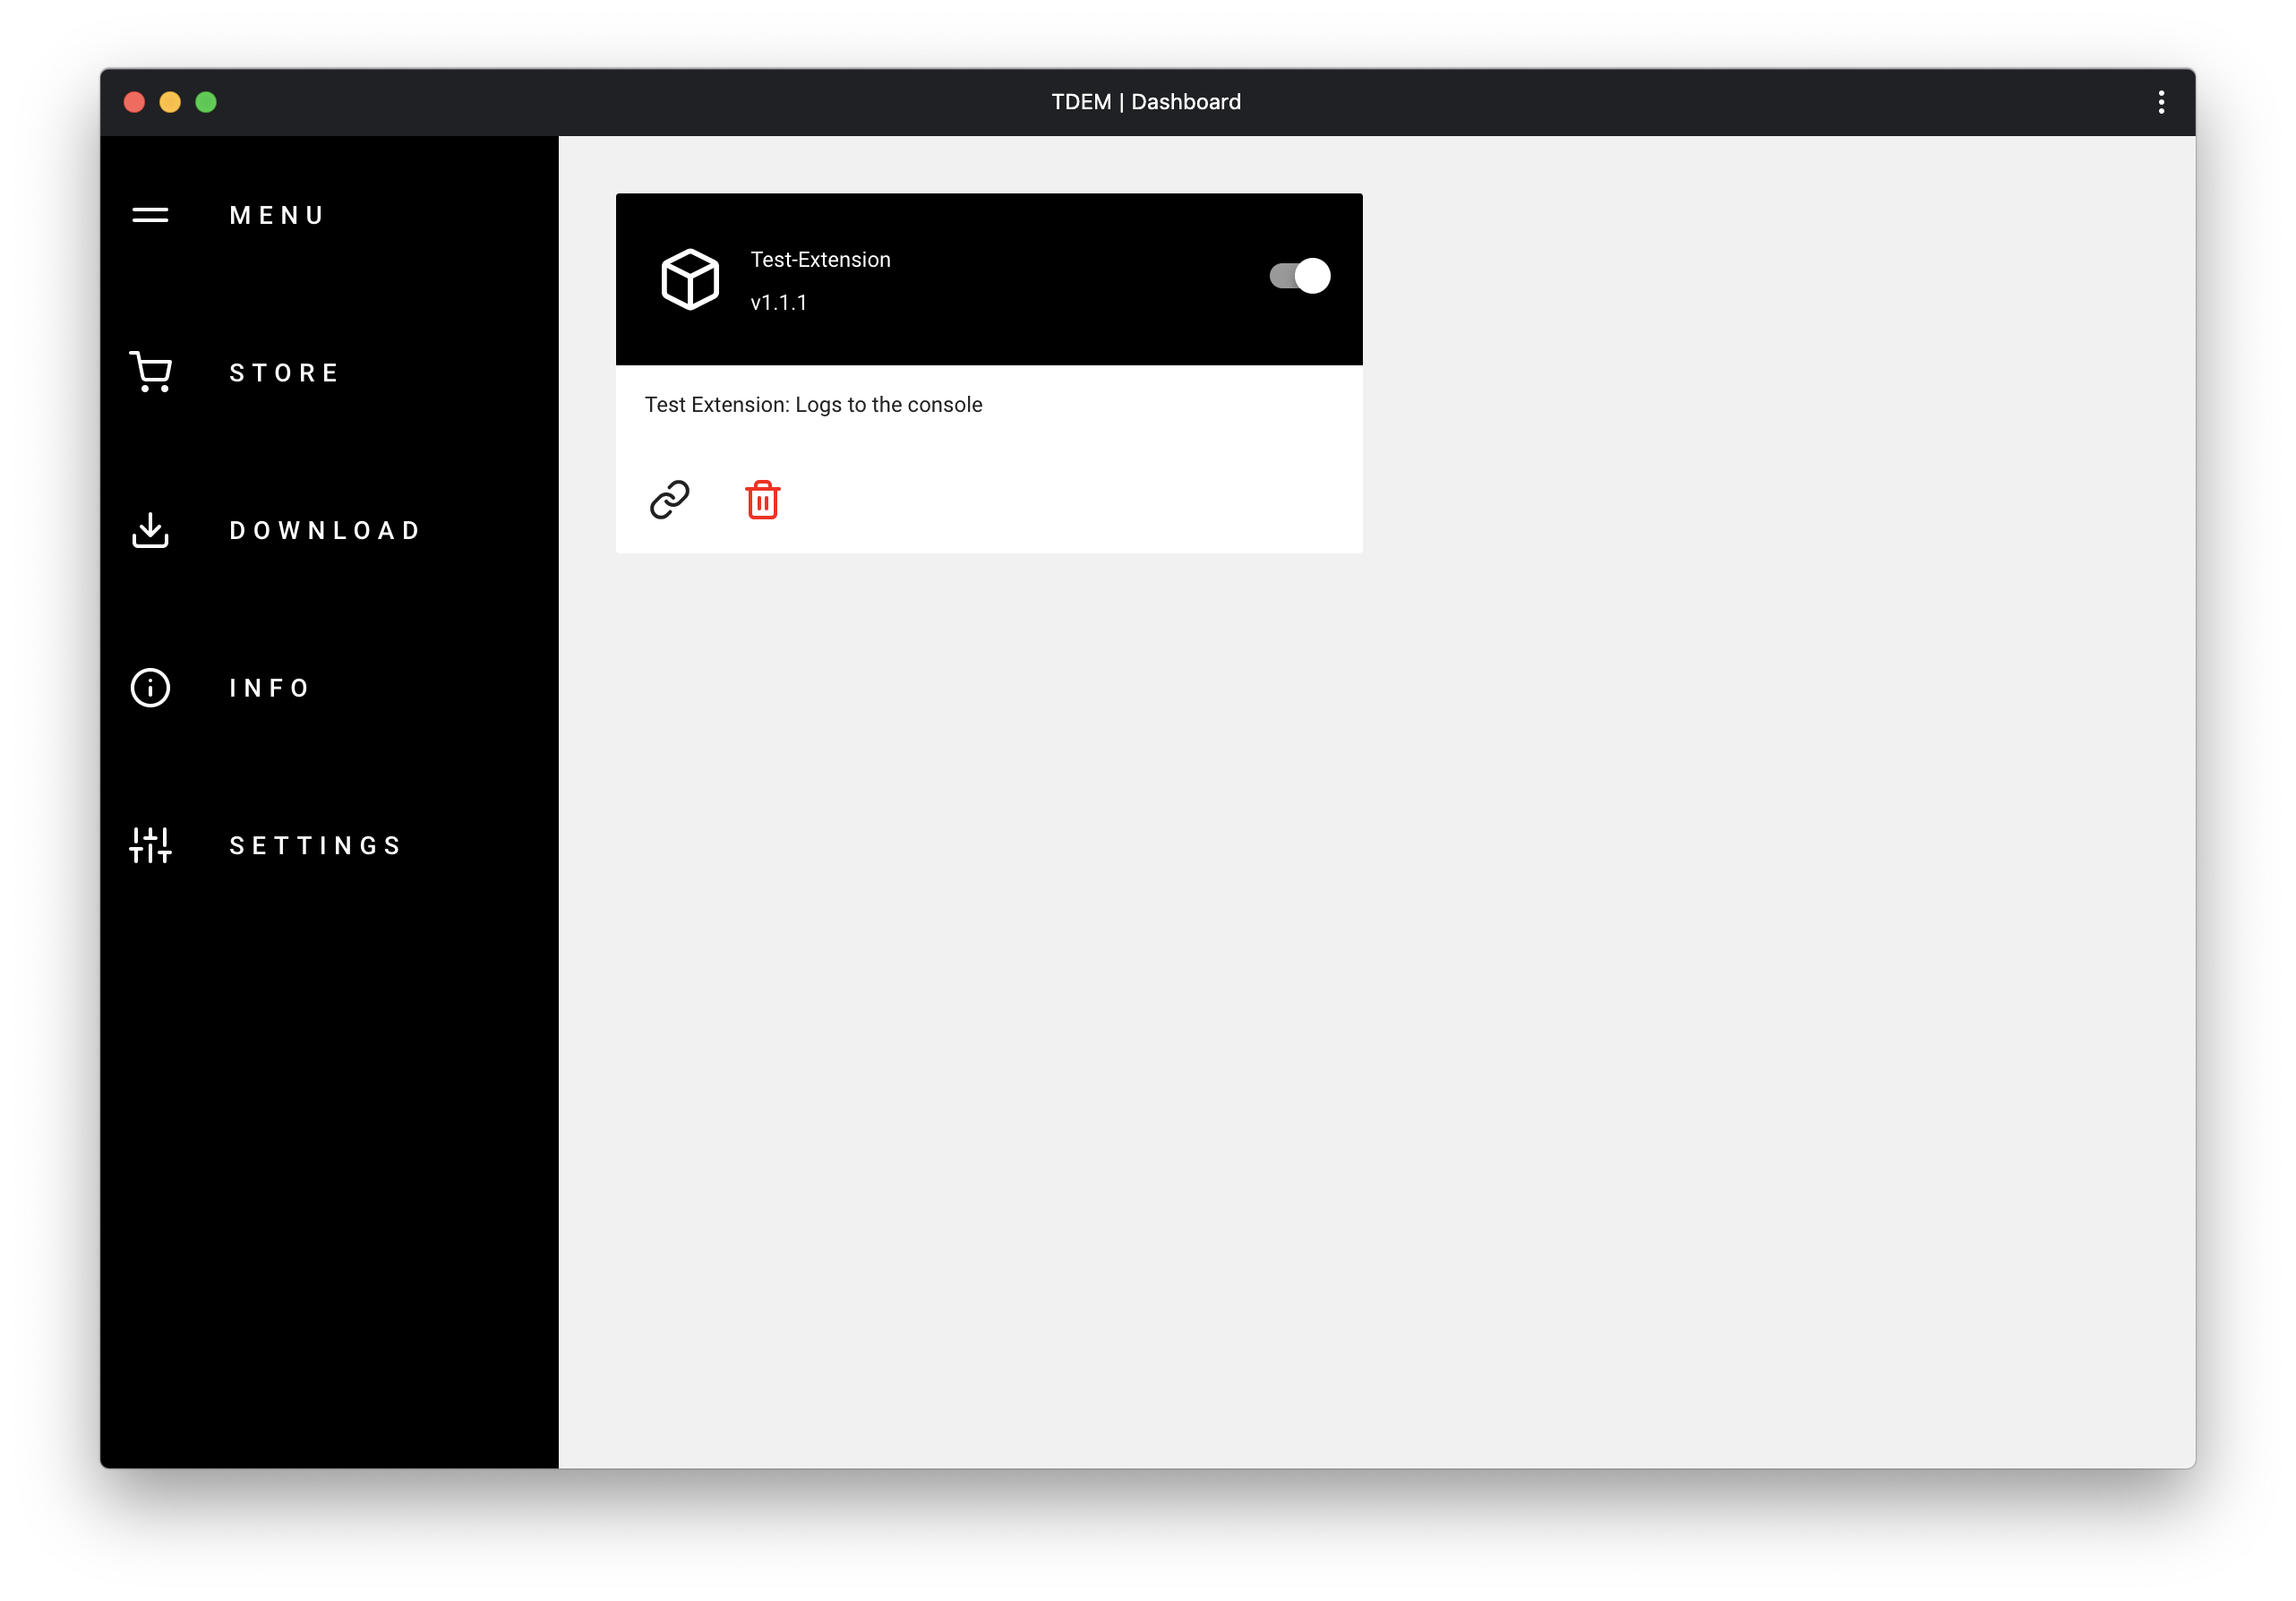 TDEM | Dashboard
MENU
STORE
DOWNLOAD
INFO
SETTINGS
Test-Extension
v1.1.1
Test Extension: Logs to the console